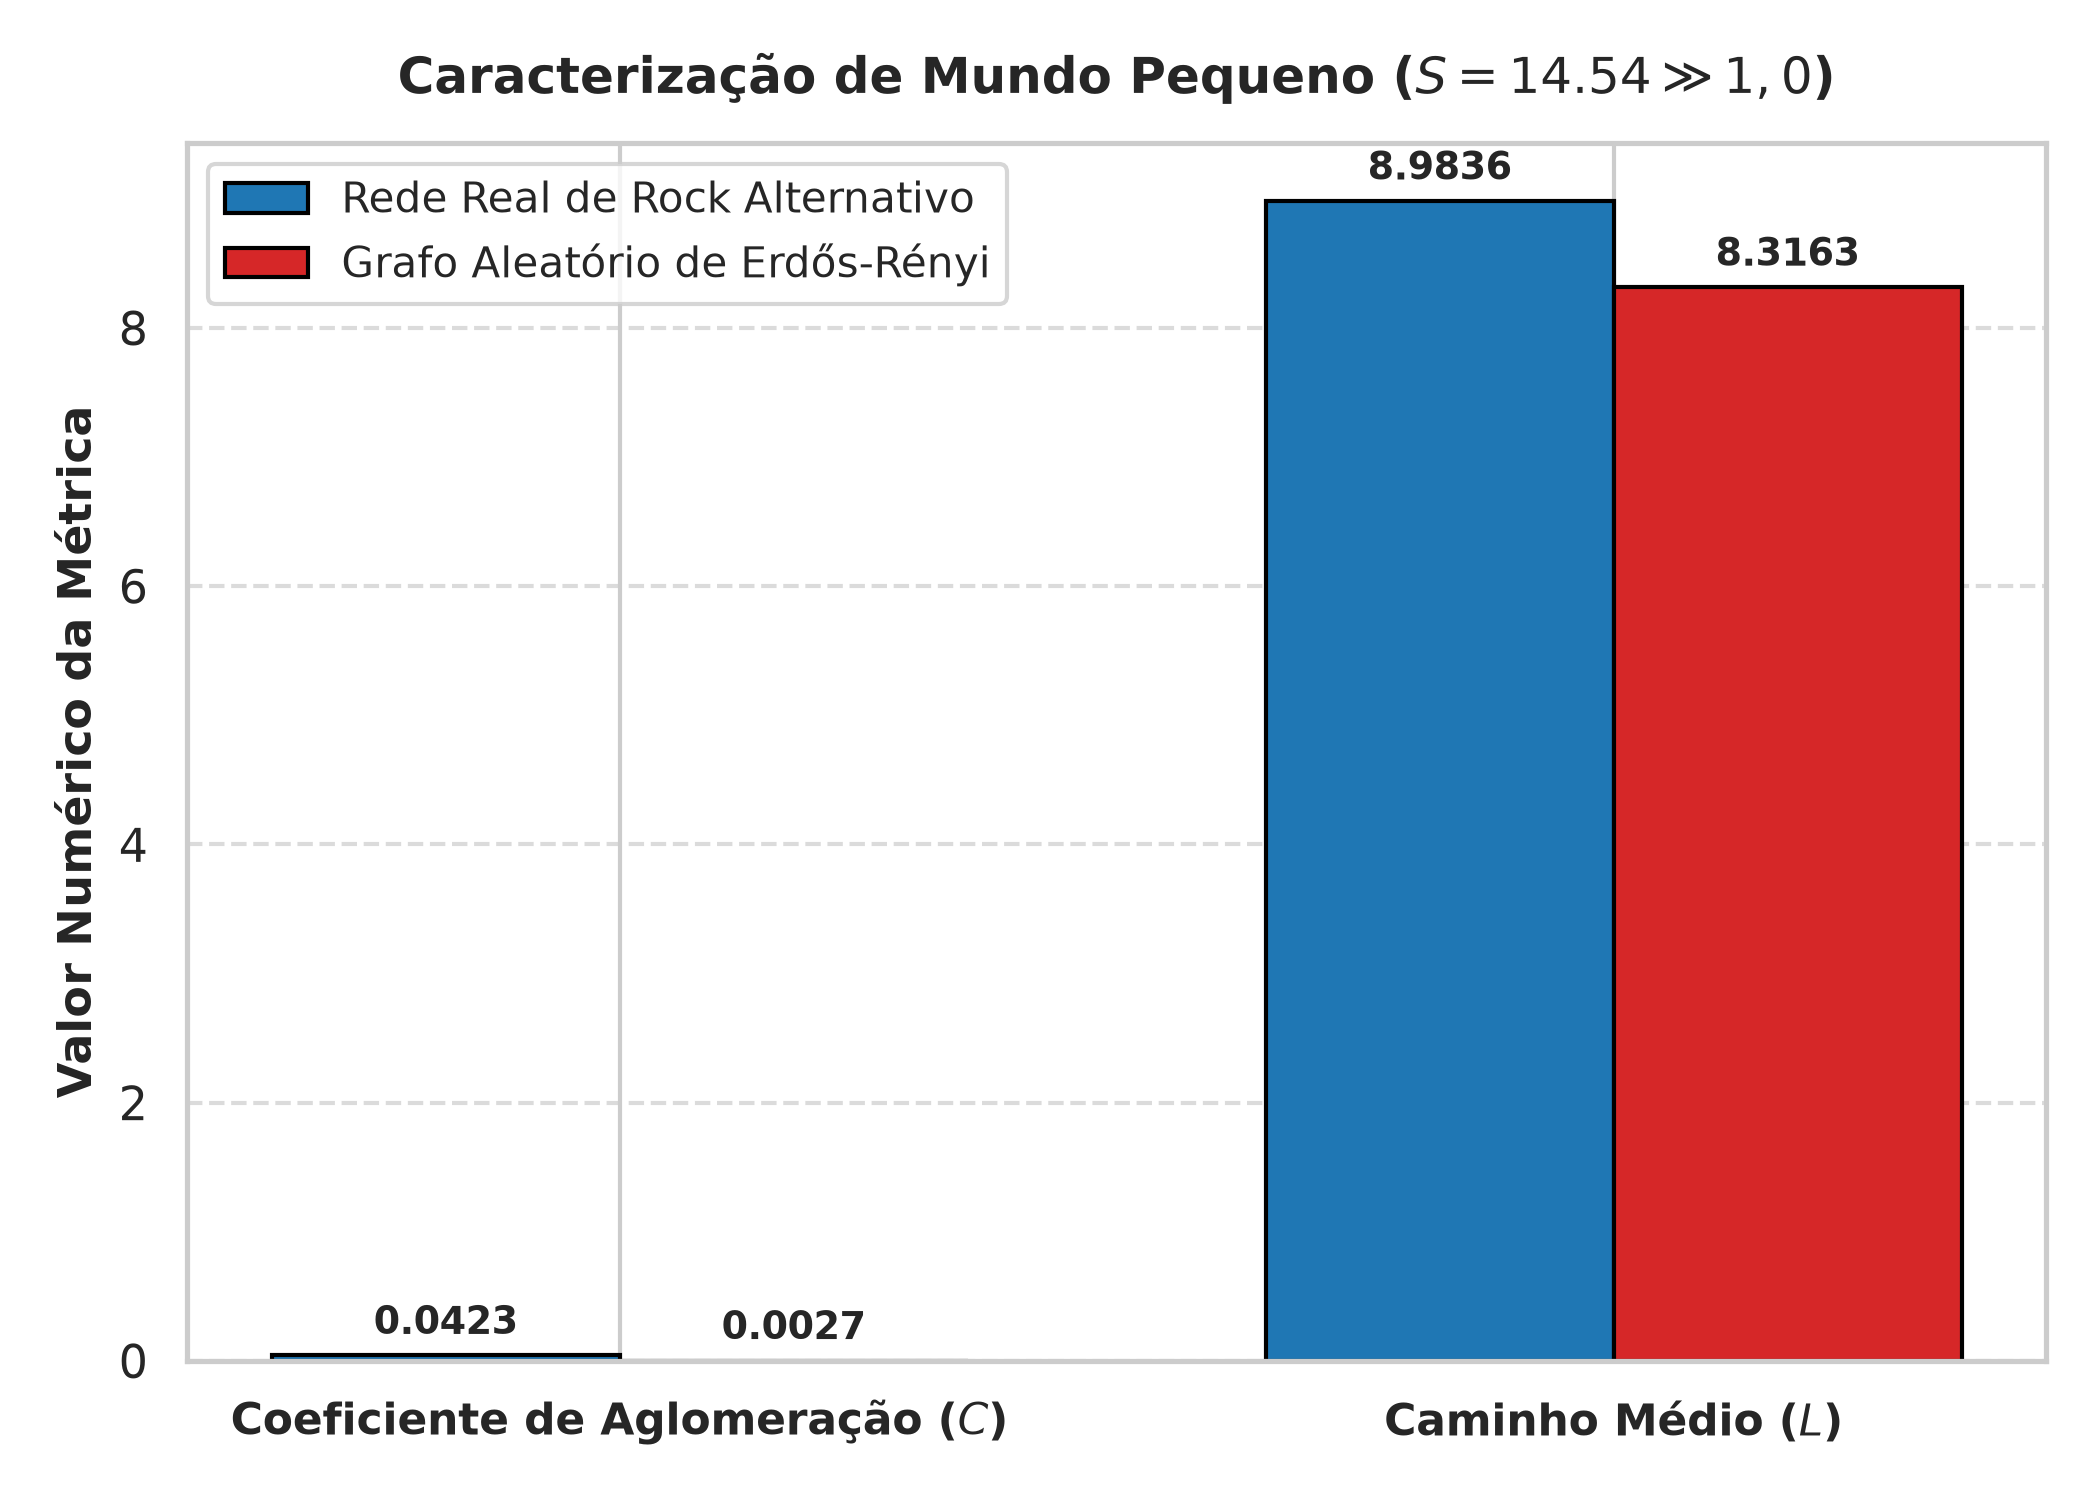 Caracterização de Mundo Pequeno (S = 14.54 ≫ 1, 0)
Rede Real de Rock Alternativo
Grafo Aleatório de Erdős-Rényi
Valor Numérico da Métrica
8
6
4
2
0
0.0423
0.0027
8.9836
8.3163
Coeficiente de Aglomeração (C)
Caminho Médio (L)